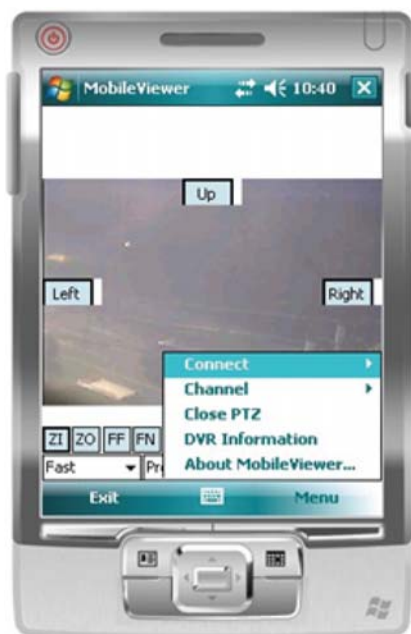 MobileViewer 10:40
Up
Left Right
Connect
Channel
Close PTZ
ZI ZO FF FN DVR Information
Fast About MobileViewer...
Exit Menu